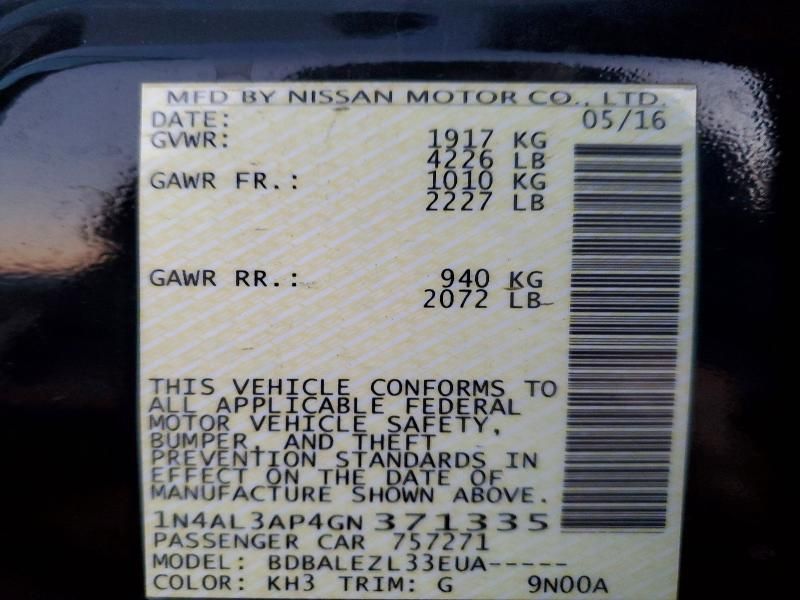 MFD BY NISSAN MOTOR CO., LTD.
DATE: 05/16
GVWR: 1917 KG
4226 LB
GAWR FR.: 1010 KG
2227 LB
GAWR RR.: 940 KG
2072 LB
THIS VEHICLE CONFORMS TO
ALL APPLICABLE FEDERAL
MOTOR VEHICLE SAFETY,
BUMPER, AND THEFT
PREVENTION STANDARDS IN
EFFECT ON THE DATE OF
MANUFACTURE SHOWN ABOVE.
1N4AL3AP4GN371335
PASSENGER CAR 757271
MODEL: BDBALEZL33EUA-----
COLOR: KH3 TRIM: G 9N00A